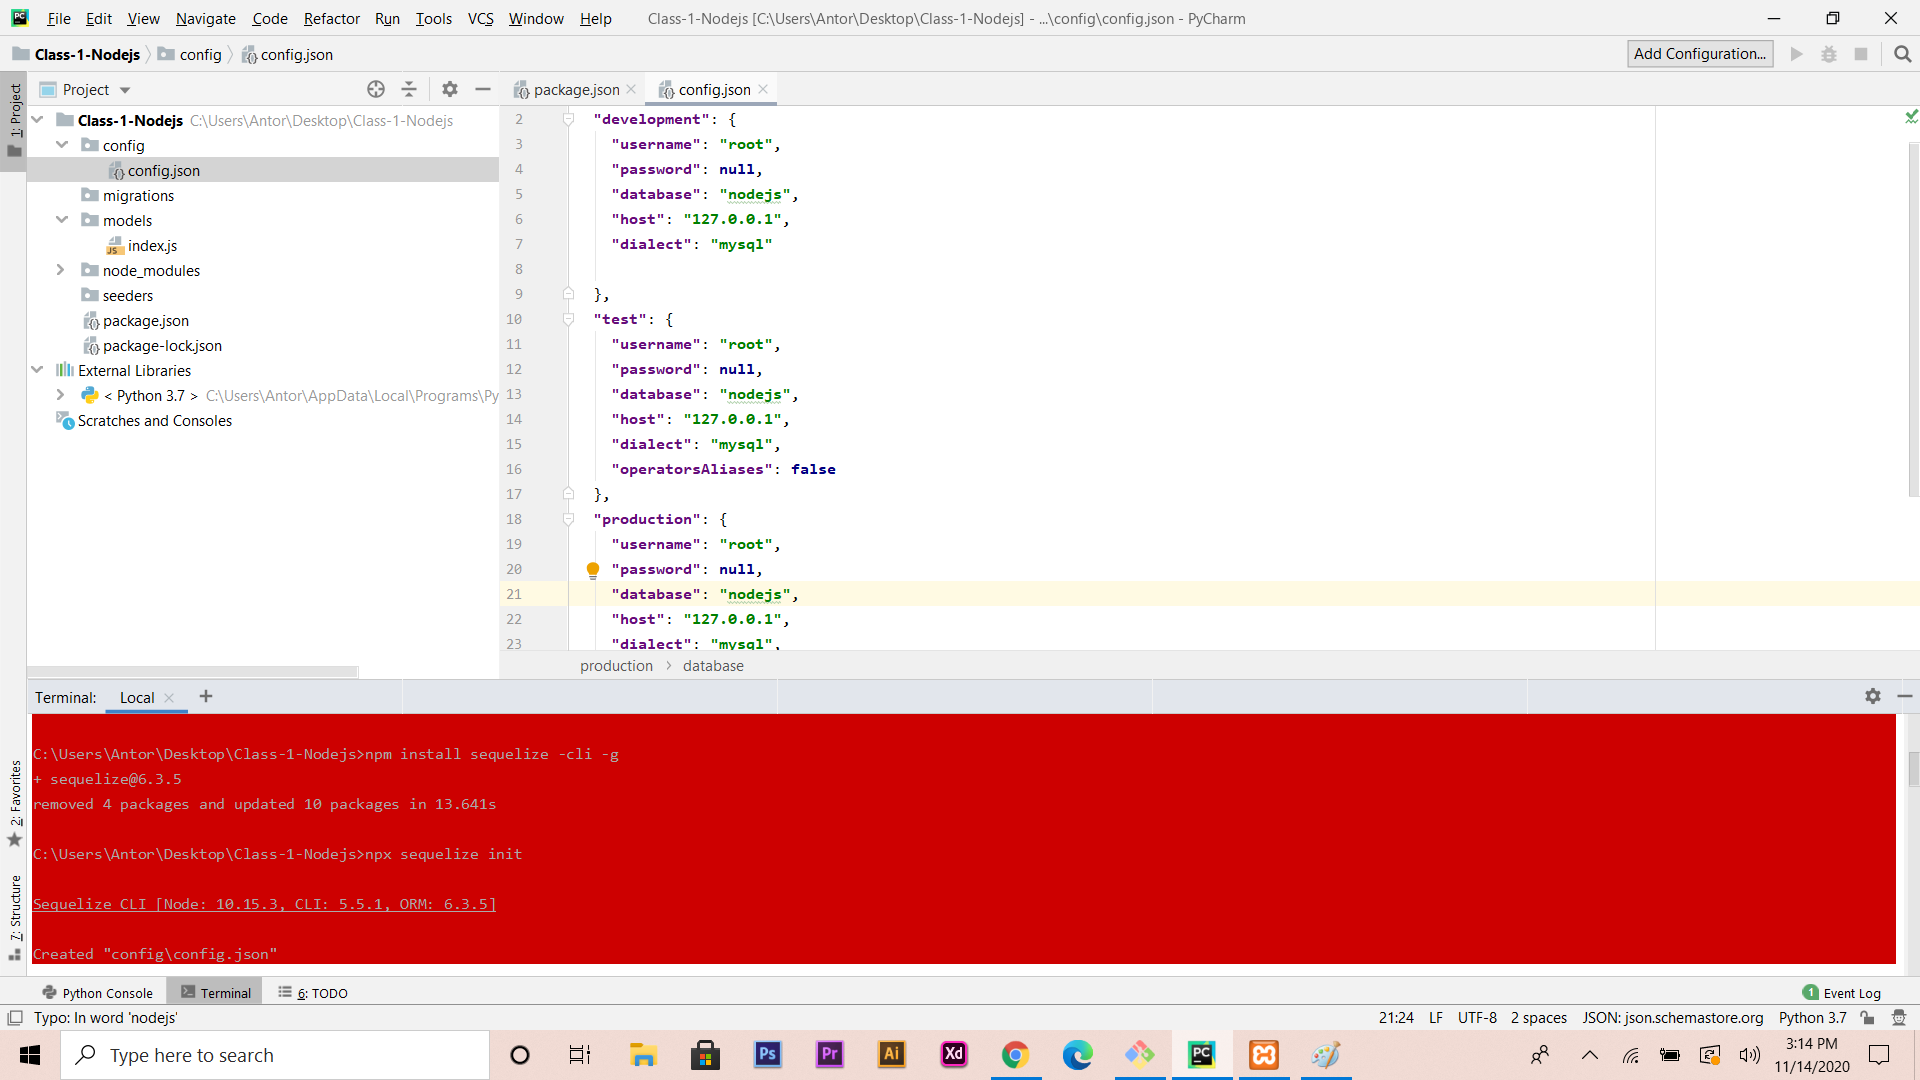 File Edit View Navigate Code Refactor Run Tools VCS Window Help Class-1-Nodejs [C:\Users\Antor\Desktop\Class-1-Nodejs] - ...\config\config.json - PyCharm
Class-1-Nodejs config config.json Add Configuration...
1: Project
Project
Class-1-Nodejs C:\Users\Antor\Desktop\Class-1-Nodejs
config
config.json
migrations
models
index.js
node_modules
seeders
package.json
package-lock.json
External Libraries
< Python 3.7 > C:\Users\Antor\AppData\Local\Programs\Py
Scratches and Consoles
package.json config.json
2 "development": {
3 "username": "root",
4 "password": null,
5 "database": "nodejs",
6 "host": "127.0.0.1",
7 "dialect": "mysql"
8
9 },
10 "test": {
11 "username": "root",
12 "password": null,
13 "database": "nodejs",
14 "host": "127.0.0.1",
15 "dialect": "mysql",
16 "operatorsAliases": false
17 },
18 "production": {
19 "username": "root",
20 "password": null,
21 "database": "nodejs",
22 "host": "127.0.0.1",
23 "dialect": "mysql",
production > database
Terminal: Local
C:\Users\Antor\Desktop\Class-1-Nodejs>npm install sequelize -cli -g
+ sequelize@6.3.5
removed 4 packages and updated 10 packages in 13.641s
C:\Users\Antor\Desktop\Class-1-Nodejs>npx sequelize init
Sequelize CLI [Node: 10.15.3, CLI: 5.5.1, ORM: 6.3.5]
Created "config\config.json"
2: Favorites
7: Structure
Python Console Terminal 6: TODO 1 Event Log
Typo: In word 'nodejs' 21:24 LF UTF-8 2 spaces JSON: json.schemastore.org Python 3.7
Type here to search Ps Pr Ai Xd PC
3:14 PM
11/14/2020